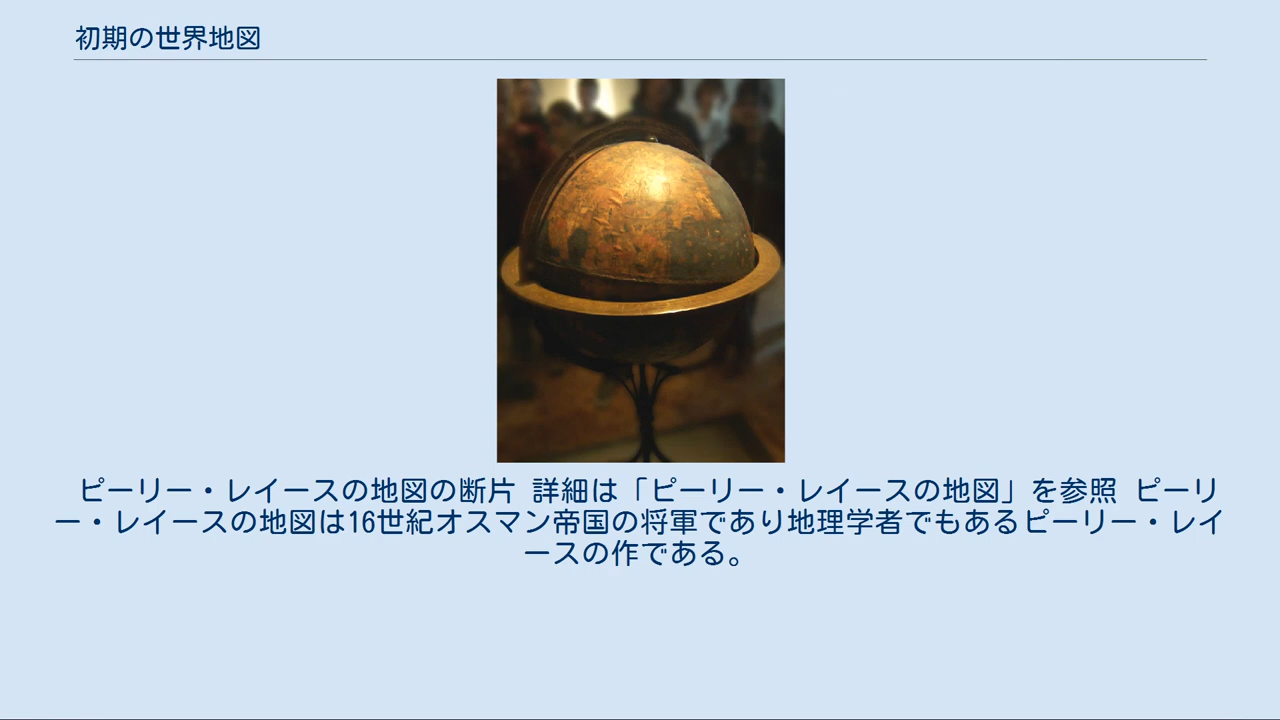 初期の世界地図
ピーリー・レイースの地図の断片 詳細は「ピーリー・レイースの地図」を参照 ピーリ
ー・レイースの地図は16世紀オスマン帝国の将軍であり地理学者でもあるピーリー・レイ
ースの作である。